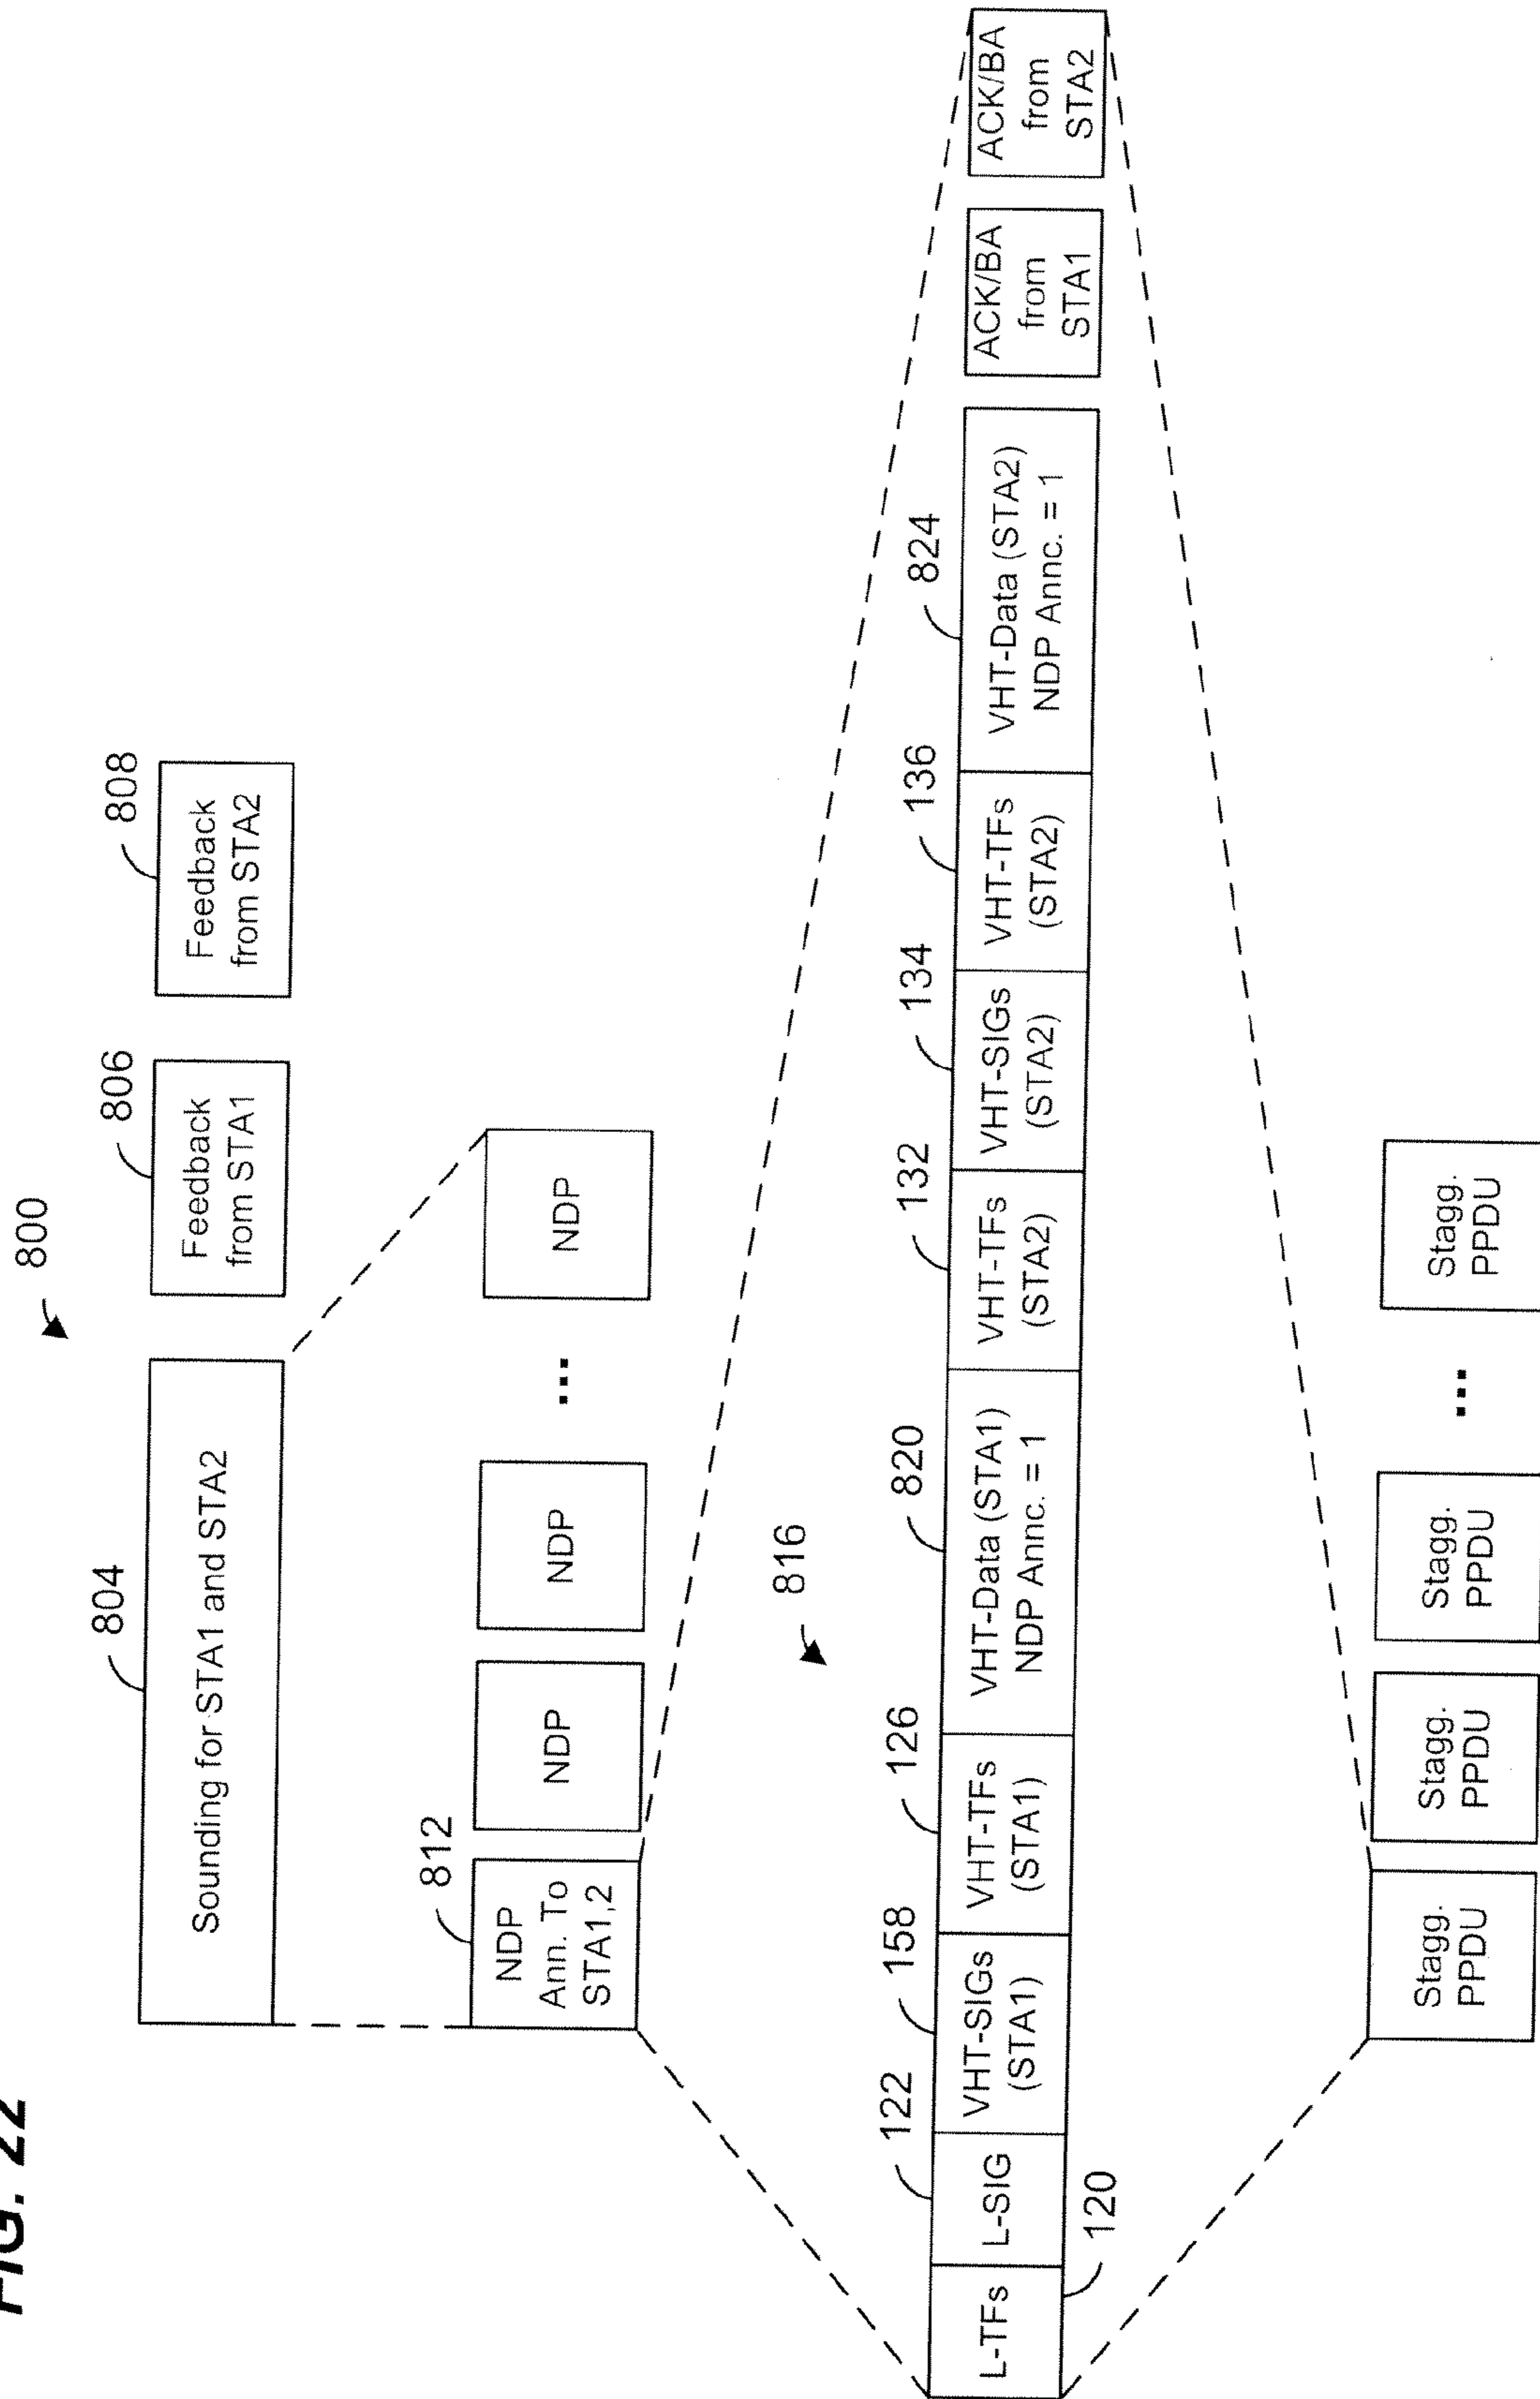 FIG. 22
800
804
806
808
Sounding for STA1 and STA2
Feedback
from STA1
Feedback
from STA2
812
NDP
Ann. To
STA1,2
NDP
NDP
...
NDP
816
122
158
126
820
132
134
136
824
L-TFs
L-SIG
VHT-SIGs
(STA1)
VHT-TFs
(STA1)
VHT-Data (STA1)
NDP Annc. = 1
VHT-TFs
(STA2)
VHT-SIGs
(STA2)
VHT-TFs
(STA2)
VHT-Data (STA2)
NDP Annc. = 1
ACK/BA
from
STA1
ACK/BA
from
STA2
120
Stagg.
PPDU
Stagg.
PPDU
Stagg.
PPDU
...
Stagg.
PPDU